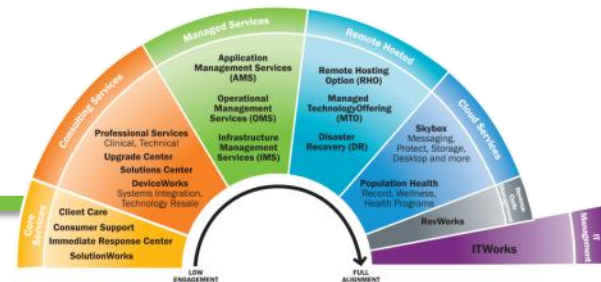 Core
Services
Client Care
Consumer Support
Immediate Response Center
SolutionWorks
Consulting Services
Professional Services
Clinical, Technical
Upgrade Center
Solutions Center
DeviceWorks
Systems Integration,
Technology Resale
Managed Services
Application
Management Services
(AMS)
Operational
Management
Services (OMS)
Infrastructure
Management
Services (IMS)
Remote Hosted
Remote Hosting
Option (RHO)
Managed
TechnologyOffering
(MTO)
Disaster
Recovery (DR)
Cloud Services
Skybox
Messaging,
Protect, Storage,
Desktop and more
Population Health
Record, Wellness,
Health Programs
Revenue
Cycle
Management
RevWorks
IT
Management
ITWorks
LOW
ENGAGEMENT
FULL
ALIGNMENT